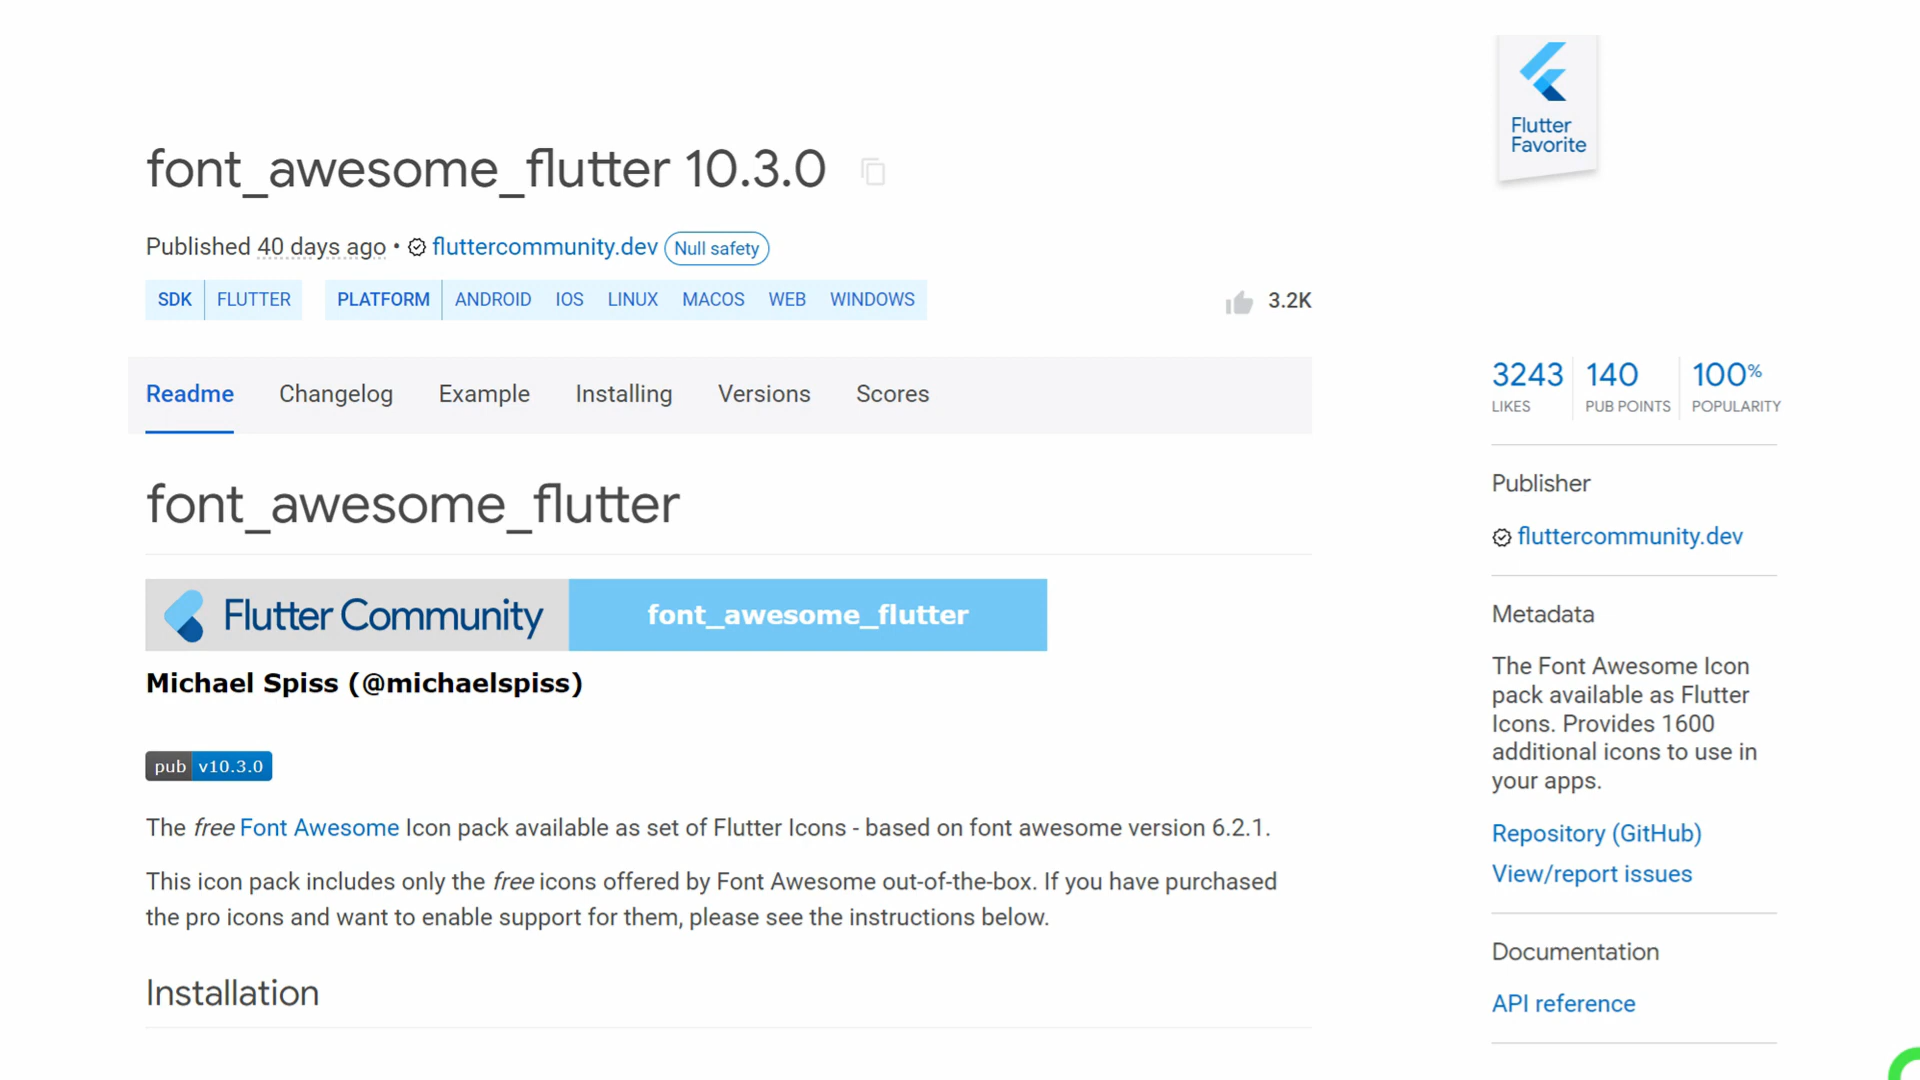 Flutter
Favorite
font_awesome_flutter 10.3.0
Published 40 days ago • fluttercommunity.dev Null safety
SDK FLUTTER PLATFORM ANDROID IOS LINUX MACOS WEB WINDOWS
3.2K
Readme Changelog Example Installing Versions Scores
font_awesome_flutter
Flutter Community font_awesome_flutter
Michael Spiss (@michaelspiss)
pub v10.3.0
The free Font Awesome Icon pack available as set of Flutter Icons - based on font awesome version 6.2.1.
This icon pack includes only the free icons offered by Font Awesome out-of-the-box. If you have purchased
the pro icons and want to enable support for them, please see the instructions below.
Installation
3243 140 100%
LIKES PUB POINTS POPULARITY
Publisher
fluttercommunity.dev
Metadata
The Font Awesome Icon
pack available as Flutter
Icons. Provides 1600
additional icons to use in
your apps.
Repository (GitHub)
View/report issues
Documentation
API reference